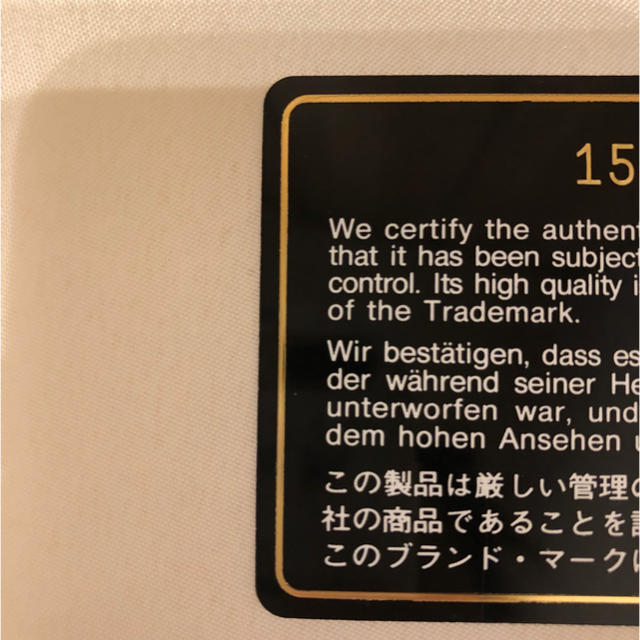 15
We certify the authent
that it has been subject
control. Its high quality i
of the Trademark.
Wir bestätigen, dass es
der während seiner He
unterworfen war, und
dem hohen Ansehen u
この製品は厳しい管理の
社の商品であることを
このブランド・マークに